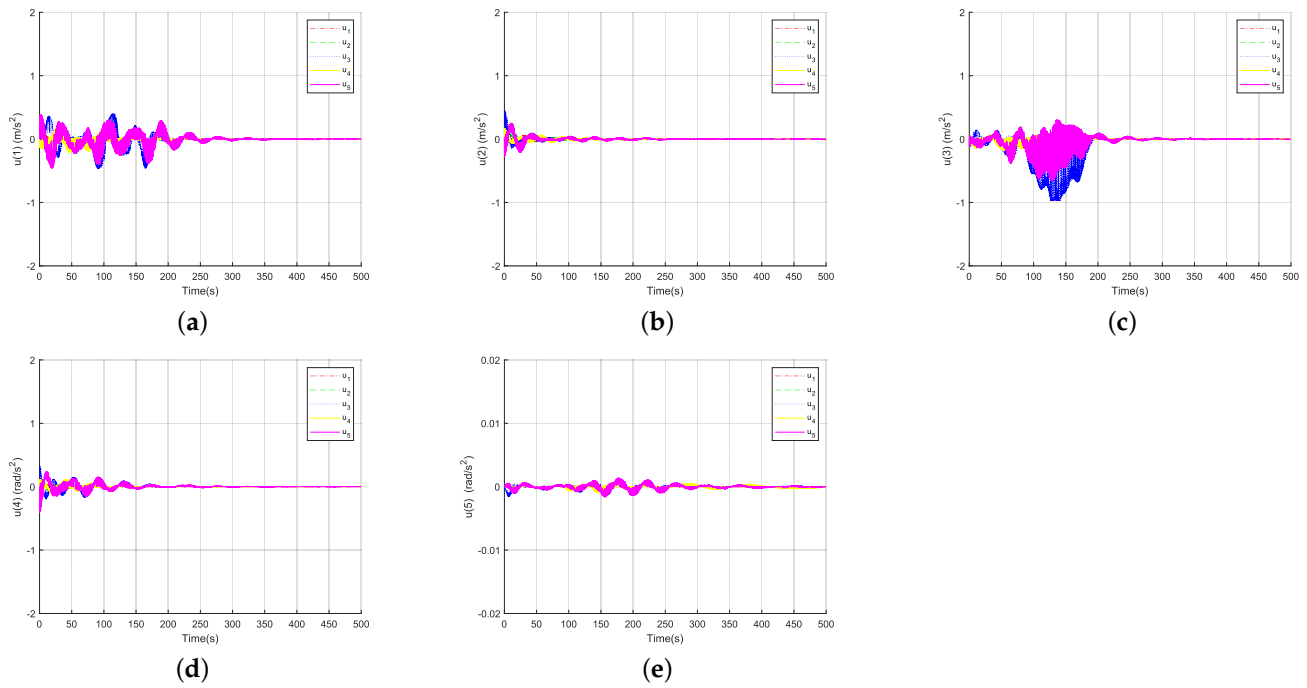 u(1) (m/s²)
2
1
0
-1
-2
u₁
u₂
u₃
u₄
u₅
0 50 100 150 200 250 300 350 400 450 500
Time(s)
(a)
u(2) (m/s²)
2
1
0
-1
-2
u₁
u₂
u₃
u₄
u₅
0 50 100 150 200 250 300 350 400 450 500
Time(s)
(b)
u(3) (m/s²)
2
1
0
-1
-2
u₁
u₂
u₃
u₄
u₅
0 50 100 150 200 250 300 350 400 450 500
Time(s)
(c)
u(4) (rad/s²)
2
1
0
-1
-2
u₁
u₂
u₃
u₄
u₅
0 50 100 150 200 250 300 350 400 450 500
Time(s)
(d)
u(5) (rad/s²)
0.02
0.01
0
-0.01
-0.02
u₁
u₂
u₃
u₄
u₅
0 50 100 150 200 250 300 350 400 450 500
Time(s)
(e)